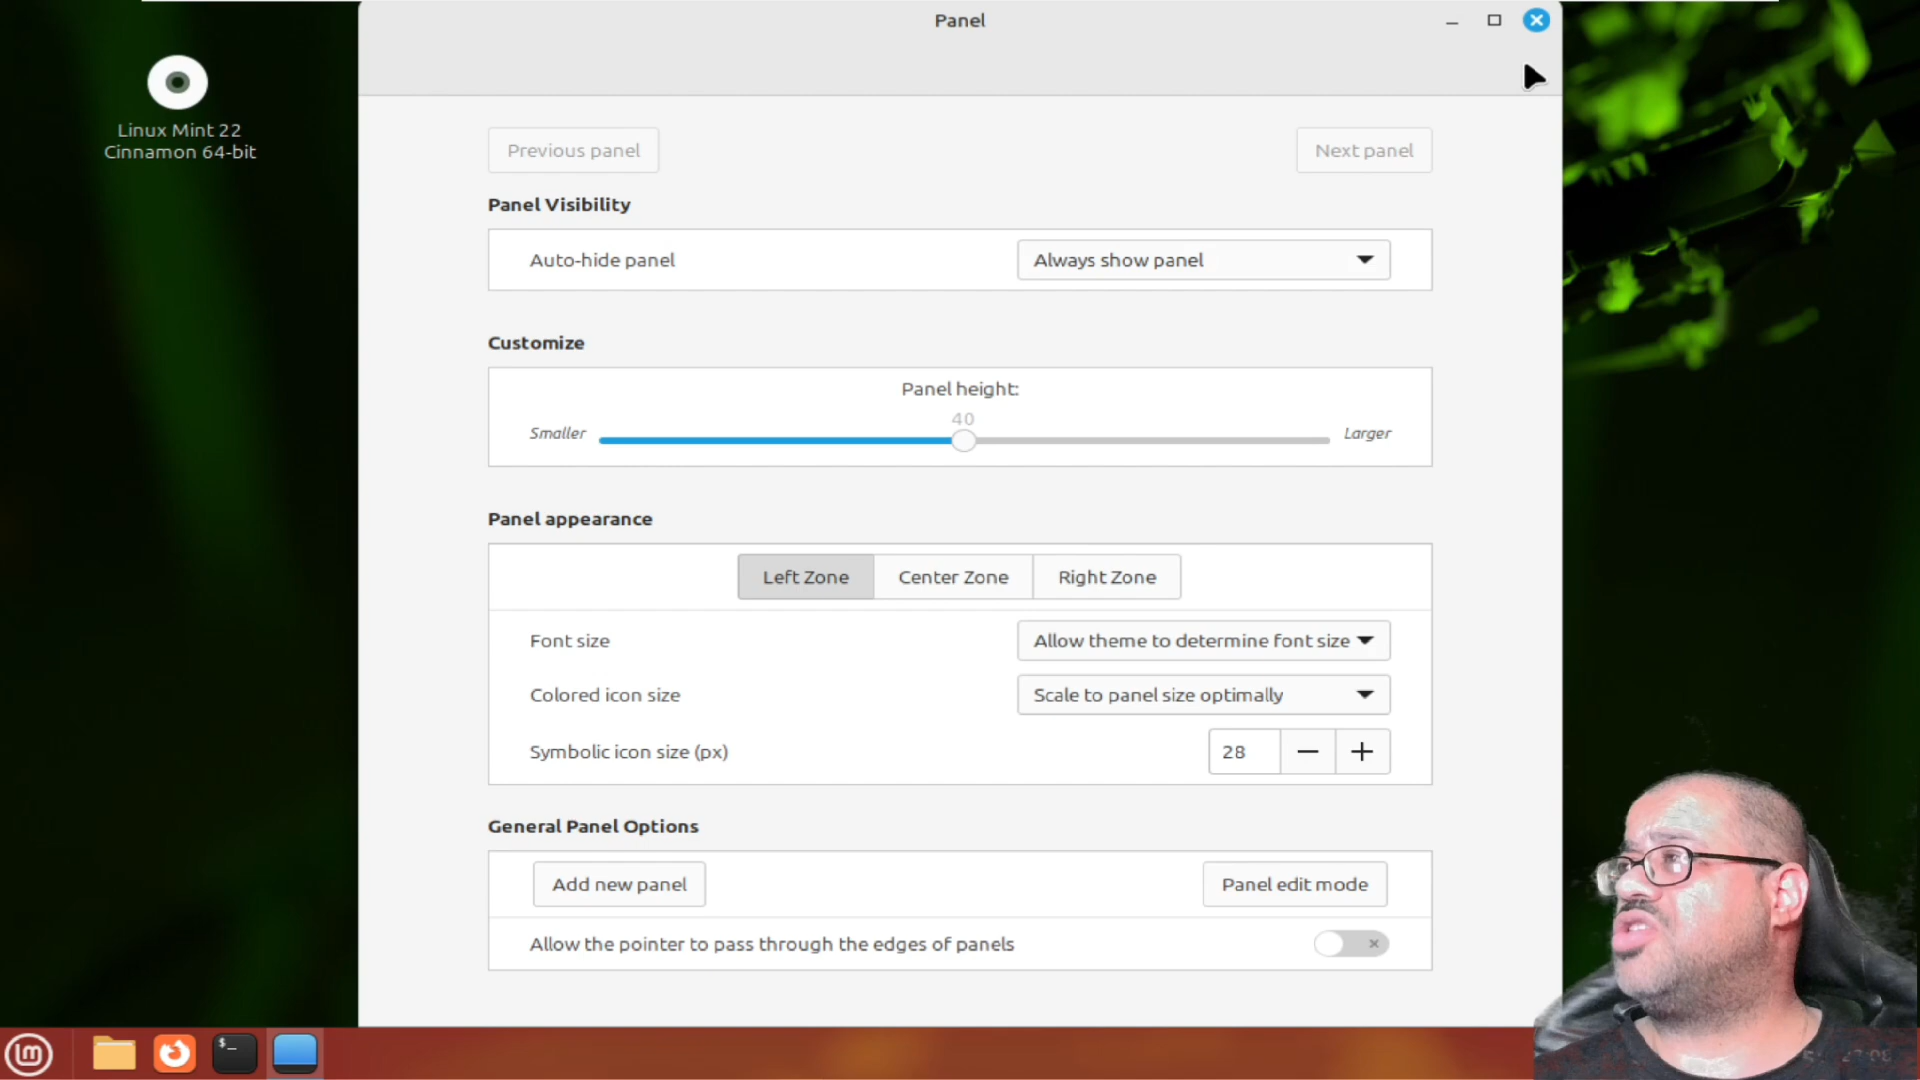 Panel
Linux Mint 22
Cinnamon 64-bit
Previous panel
Next panel
Panel Visibility
Auto-hide panel
Always show panel
Customize
Panel height:
40
Smaller
Larger
Panel appearance
Left Zone
Center Zone
Right Zone
Font size
Allow theme to determine font size
Colored icon size
Scale to panel size optimally
Symbolic icon size (px)
28
General Panel Options
Add new panel
Panel edit mode
Allow the pointer to pass through the edges of panels
$_